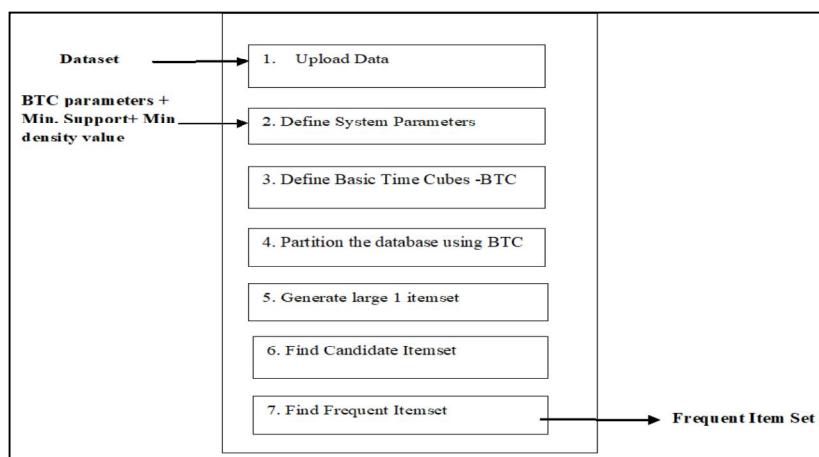 Dataset
1. Upload Data
BTC parameters +
Min. Support+ Min
density value
2. Define System Parameters
3. Define Basic Time Cubes -BTC
4. Partition the database using BTC
5. Generate large 1 itemset
6. Find Candidate Itemset
7. Find Frequent Itemset
Frequent Item Set